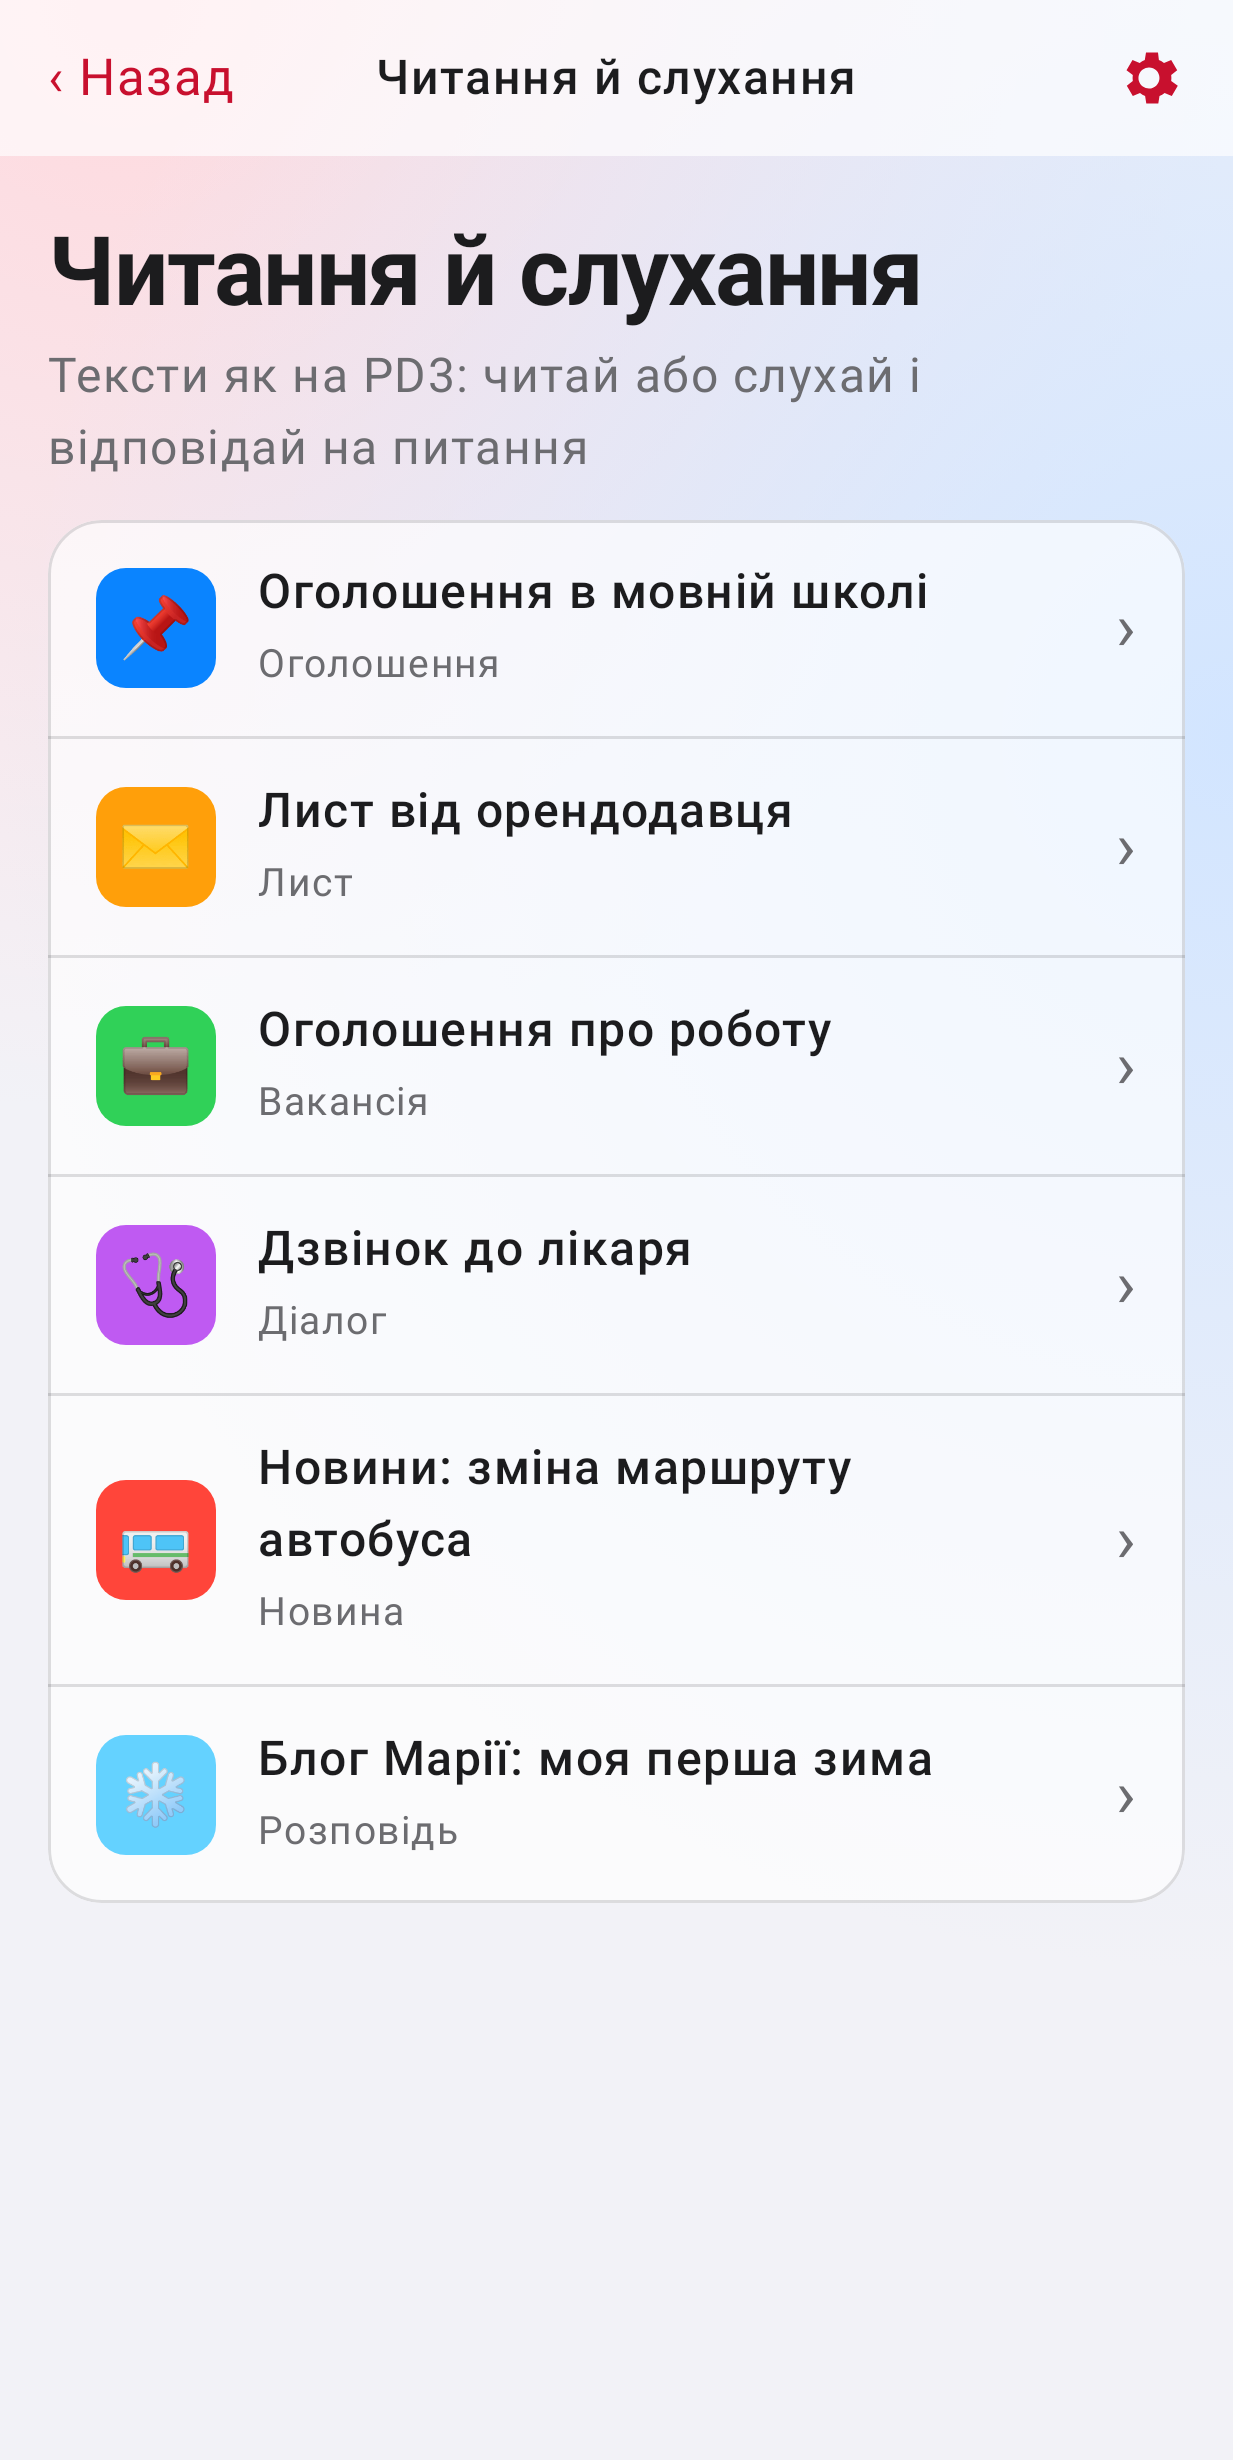 ‹ Назад
Читання й слухання
Читання й слухання
Тексти як на PD3: читай або слухай і
відповідай на питання
Оголошення в мовній школі
Оголошення
Лист від орендодавця
Лист
Оголошення про роботу
Вакансія
Дзвінок до лікаря
Діалог
Новини: зміна маршруту
автобуса
Новина
Блог Марії: моя перша зима
Розповідь